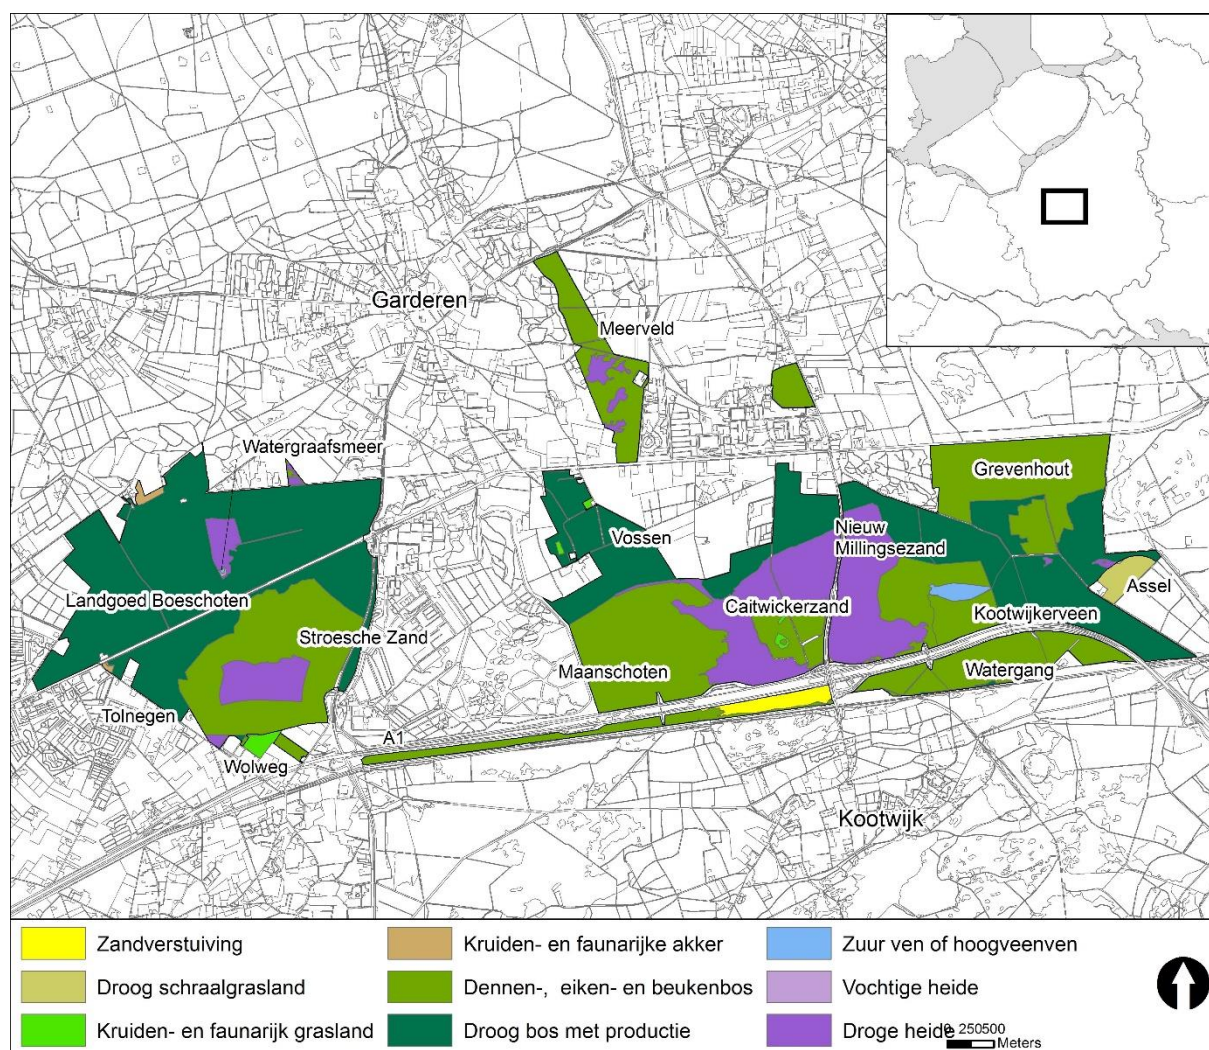 Garderen
Meerveld
Watergraafsmeer
Grevenhout
Nieuw
Millingsezand
Vossen
Landgoed Boeschoten
Caitwickerzand
Assel
Stroesche Zand
Kootwijkerveen
Maanschoten
Watergang
Tolnegen
A1
Wolweg
Kootwijk
Zandverstuiving
Kruiden- en faunarijke akker
Zuur ven of hoogveenven
Droog schraalgrasland
Dennen-, eiken- en beukenbos
Vochtige heide
Kruiden- en faunarijk grasland
Droog bos met productie
Droge heide
0 250500
Meters